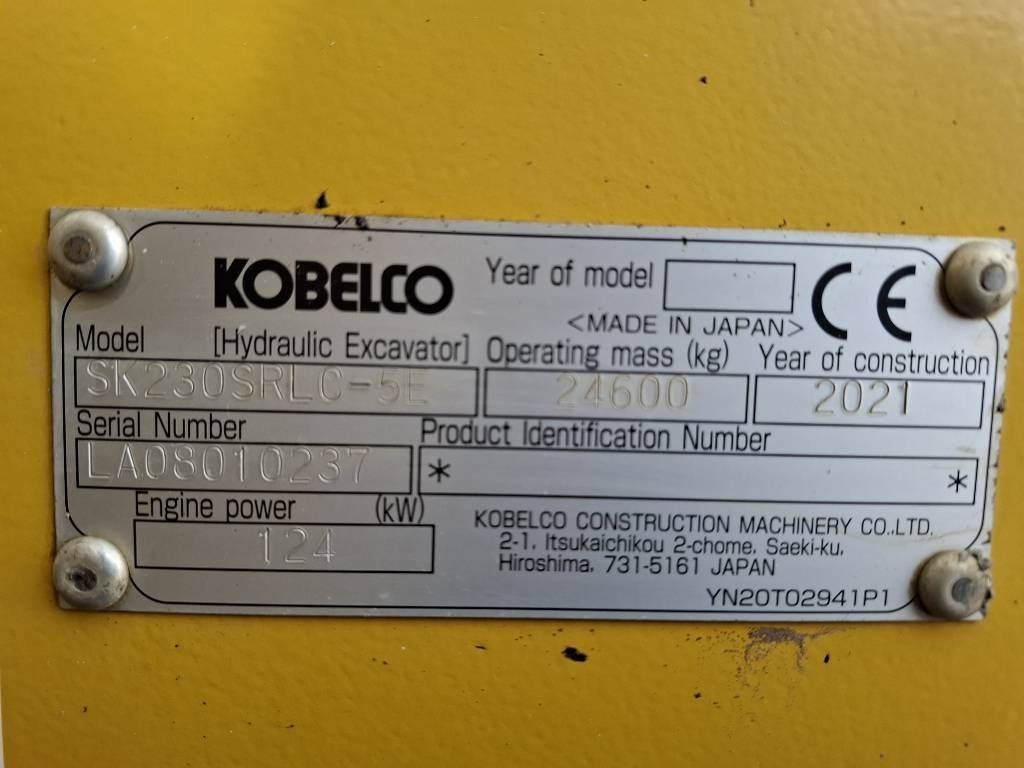 KOBELCO
Year of model
<MADE IN JAPAN>
CE
Model [Hydraulic Excavator] Operating mass (kg) Year of construction
SK230SRLC-5E 24600 2021
Serial Number Product Identification Number
LA08010237 * *
Engine power (kW)
124
KOBELCO CONSTRUCTION MACHINERY CO.,LTD.
2-1, Itsukaichikou 2-chome, Saeki-ku,
Hiroshima, 731-5161 JAPAN
YN20T02941P1